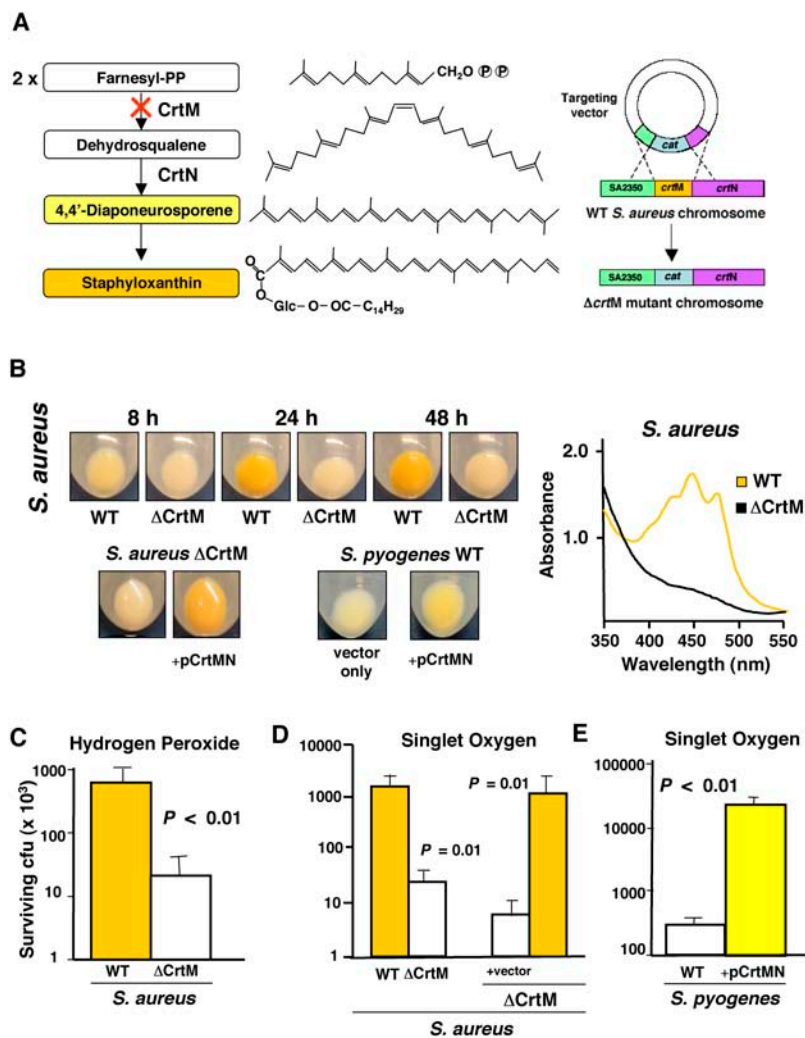 A
2 x
Farnesyl-PP
CrtM
Dehydrosqualene
CrtN
4,4'-Diaponeurosporene
Staphyloxanthin
CH₂O Ⓟ Ⓟ
O
C
O
Glc–O–OC–C₁₄H₂₉
Targeting
vector
cat
SA2350 crtM crtN
WT S. aureus chromosome
SA2350 cat crtN
ΔcrtM mutant chromosome
B
S. aureus
8 h 24 h 48 h
WT ΔCrtM WT ΔCrtM WT ΔCrtM
S. aureus ΔCrtM
+pCrtMN
S. pyogenes WT
vector
only
+pCrtMN
S. aureus
WT
ΔCrtM
Absorbance
2.0
1.0
350 400 450 500 550
Wavelength (nm)
C
Hydrogen Peroxide
Surviving cfu (x 10³)
1000
100
10
1
P < 0.01
WT ΔCrtM
S. aureus
D
Singlet Oxygen
10000
1000
100
10
1
P = 0.01
P = 0.01
WT ΔCrtM
+vector
ΔCrtM
S. aureus
E
Singlet Oxygen
100000
10000
1000
100
P < 0.01
WT +pCrtMN
S. pyogenes